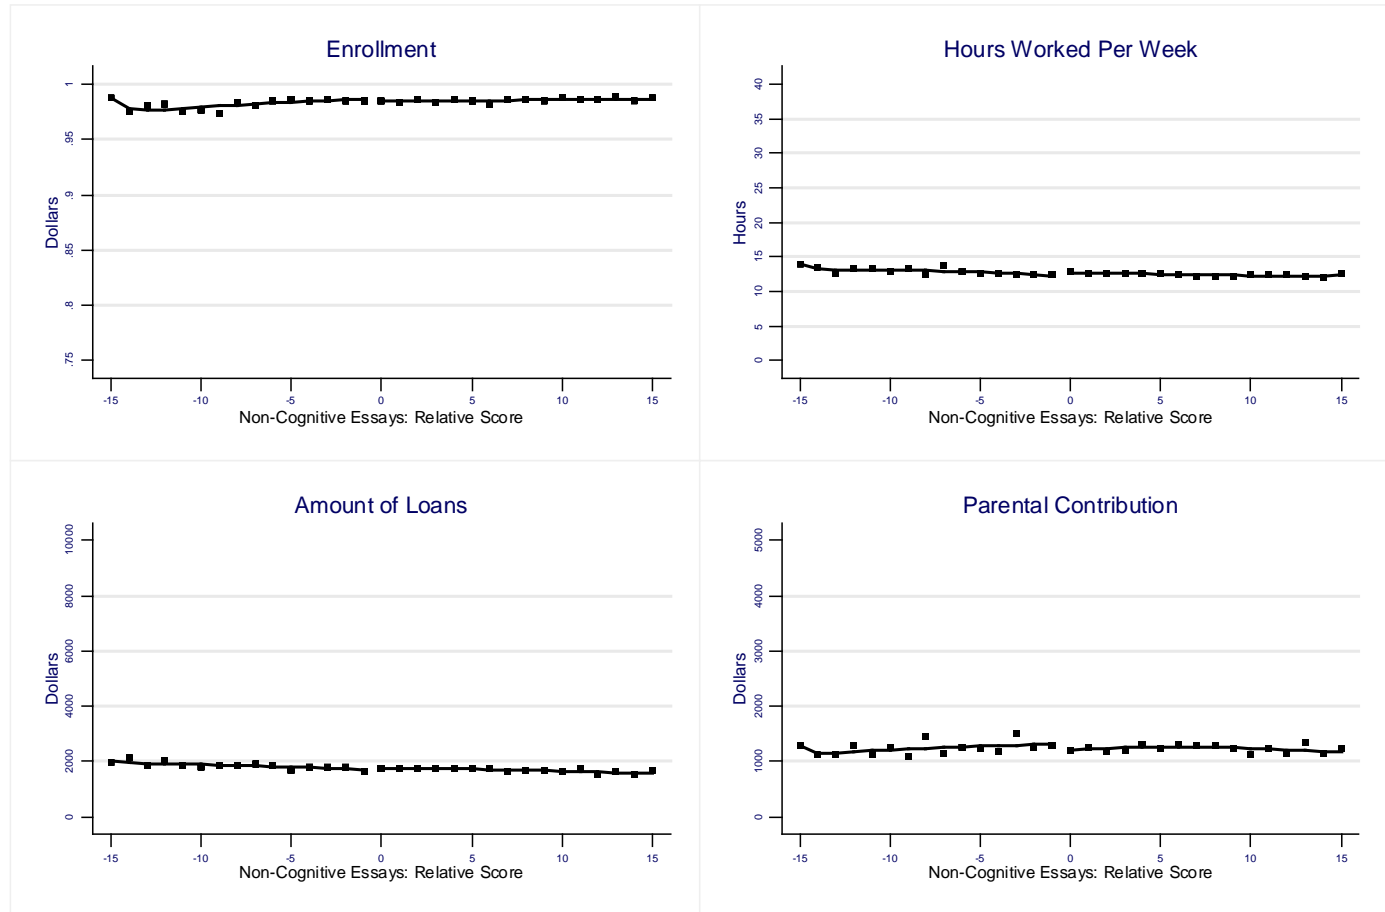 Enrollment
1
.95
.9
.85
.8
.75
Dollars
-15 -10 -5 0 5 10 15
Non-Cognitive Essays: Relative Score
Hours Worked Per Week
40
35
30
25
20
15
10
5
0
Hours
-15 -10 -5 0 5 10 15
Non-Cognitive Essays: Relative Score
Amount of Loans
10000
8000
6000
4000
2000
0
Dollars
-15 -10 -5 0 5 10 15
Non-Cognitive Essays: Relative Score
Parental Contribution
5000
4000
3000
2000
1000
0
Dollars
-15 -10 -5 0 5 10 15
Non-Cognitive Essays: Relative Score